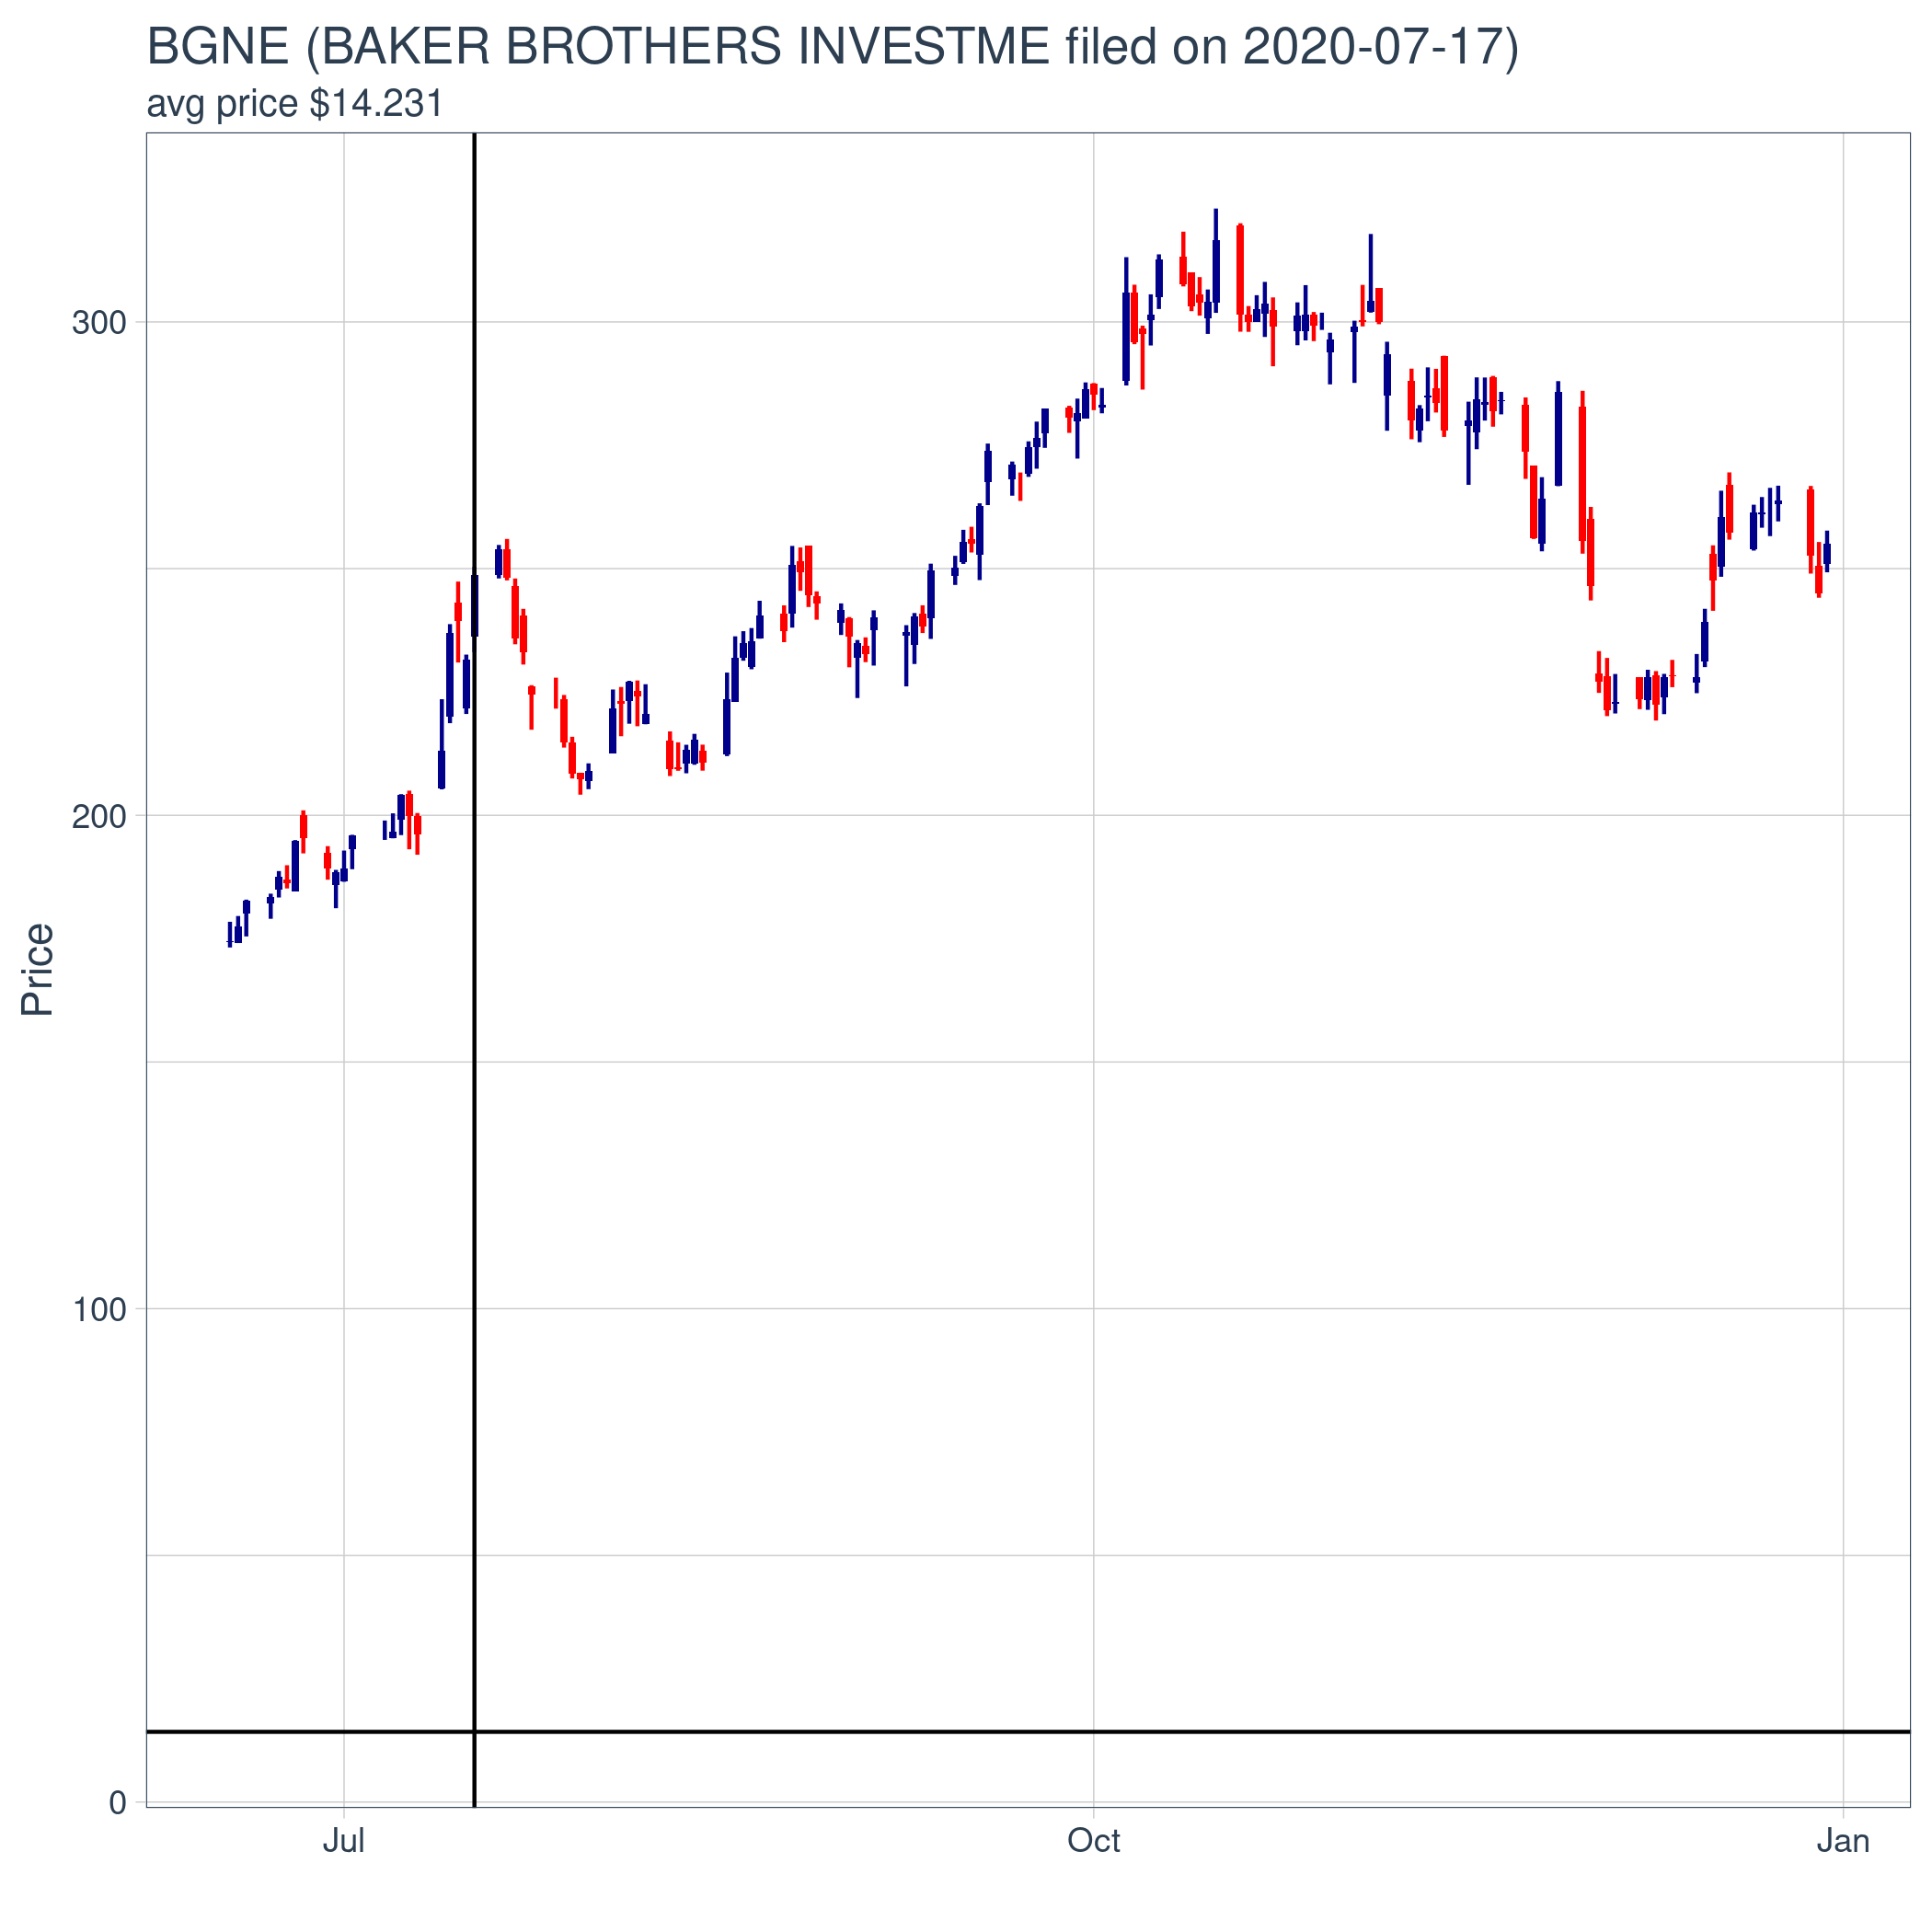 BGNE (BAKER BROTHERS INVESTME filed on 2020-07-17)
avg price $14.231
Price
300
200
100
0
Jul Oct Jan